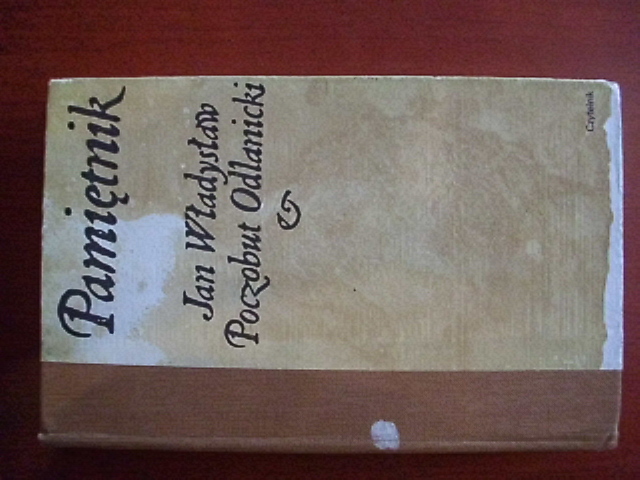 Pamiętnik
Jan Władysław
Poczobut Odlanicki
Czytelnik